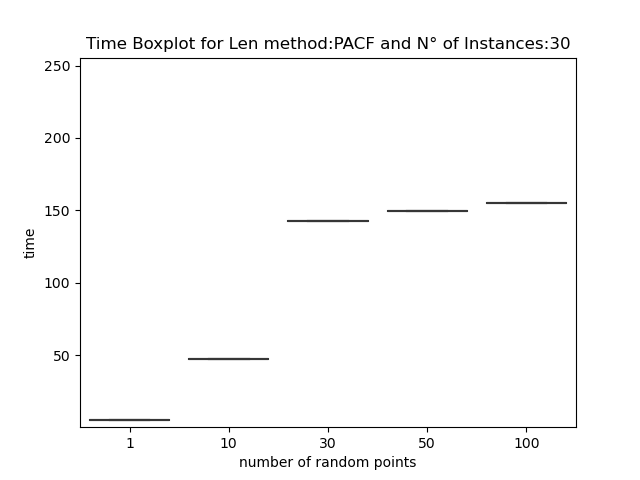 Time Boxplot for Len method:PACF and N° of Instances:30
250
200
150
100
50
time
1 10 30 50 100
number of random points